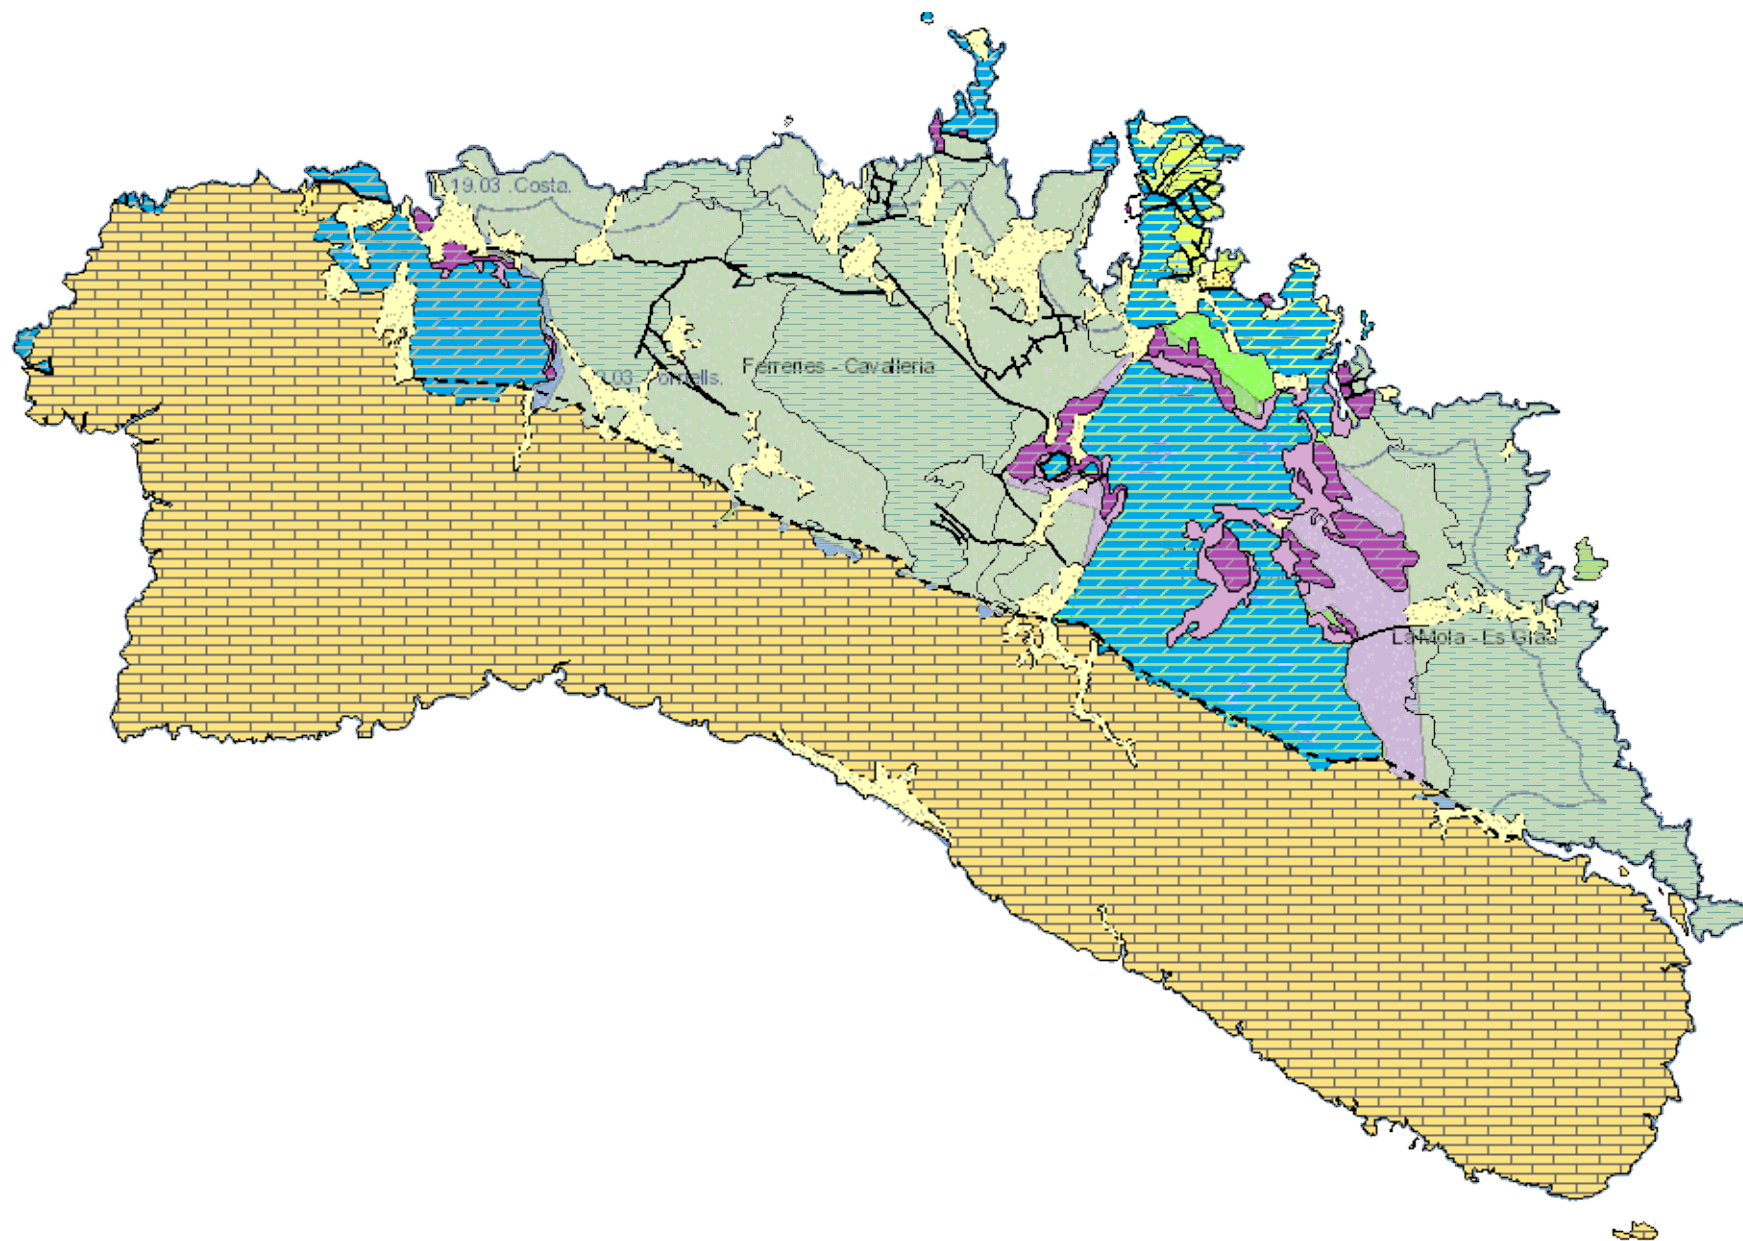 19.03 .Costa.
Ferreries - Cavalleria
La Mola - Es Grau